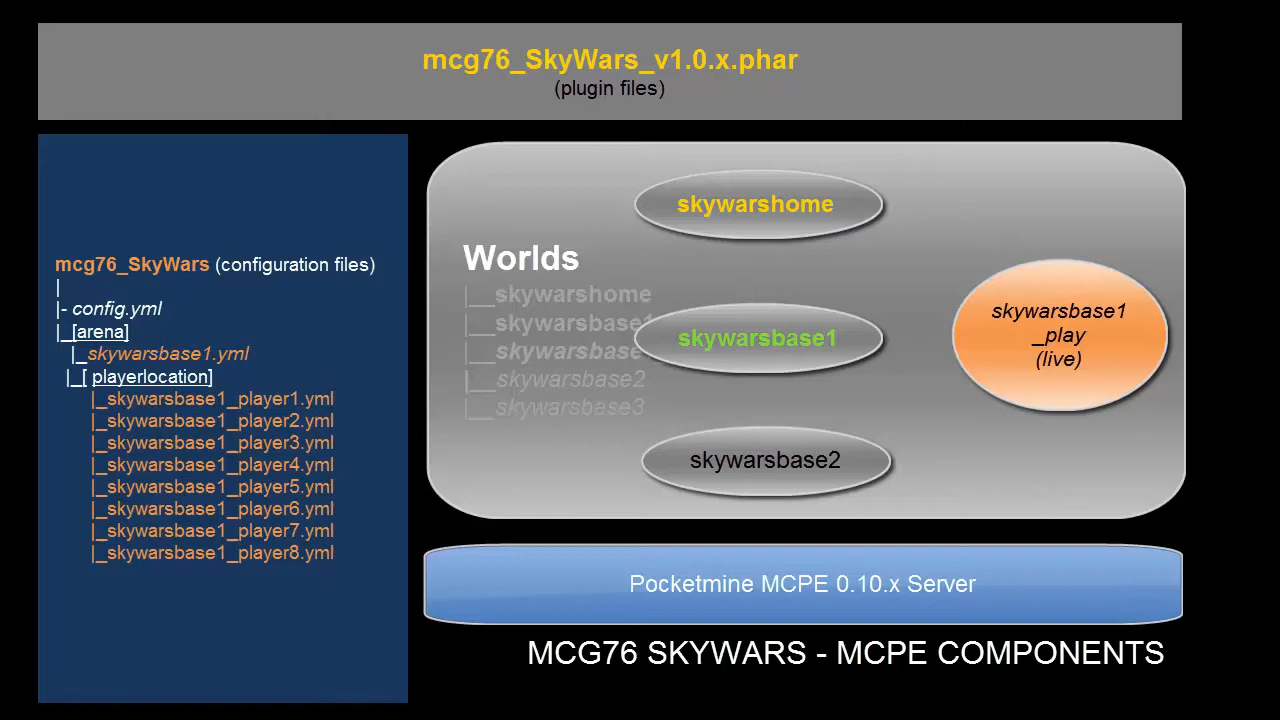 mcg76_SkyWars_v1.0.x.phar
(plugin files)
mcg76_SkyWars (configuration files)
|
|- config.yml
|_[arena]
|_skywarsbase1.yml
|_[ playerlocation]
|_skywarsbase1_player1.yml
|_skywarsbase1_player2.yml
|_skywarsbase1_player3.yml
|_skywarsbase1_player4.yml
|_skywarsbase1_player5.yml
|_skywarsbase1_player6.yml
|_skywarsbase1_player7.yml
|_skywarsbase1_player8.yml
Worlds
|__skywarshome
|__skywarsbase1
|__skywarsbase
|__skywarsbase2
|__skywarsbase3
skywarshome
skywarsbase1
skywarsbase2
skywarsbase1
_play
(live)
Pocketmine MCPE 0.10.x Server
MCG76 SKYWARS - MCPE COMPONENTS